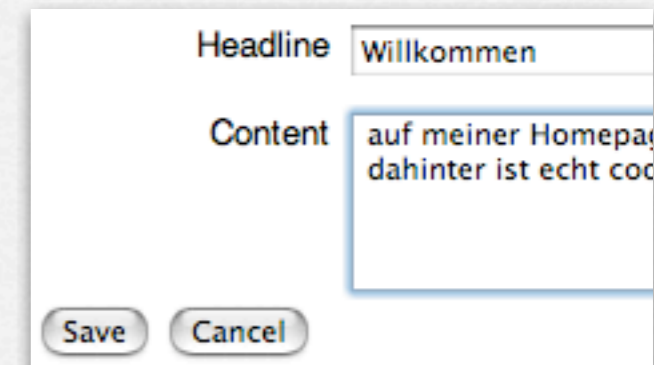 Headline Willkommen
Content auf meiner
dahinter ist echt
Save Cancel